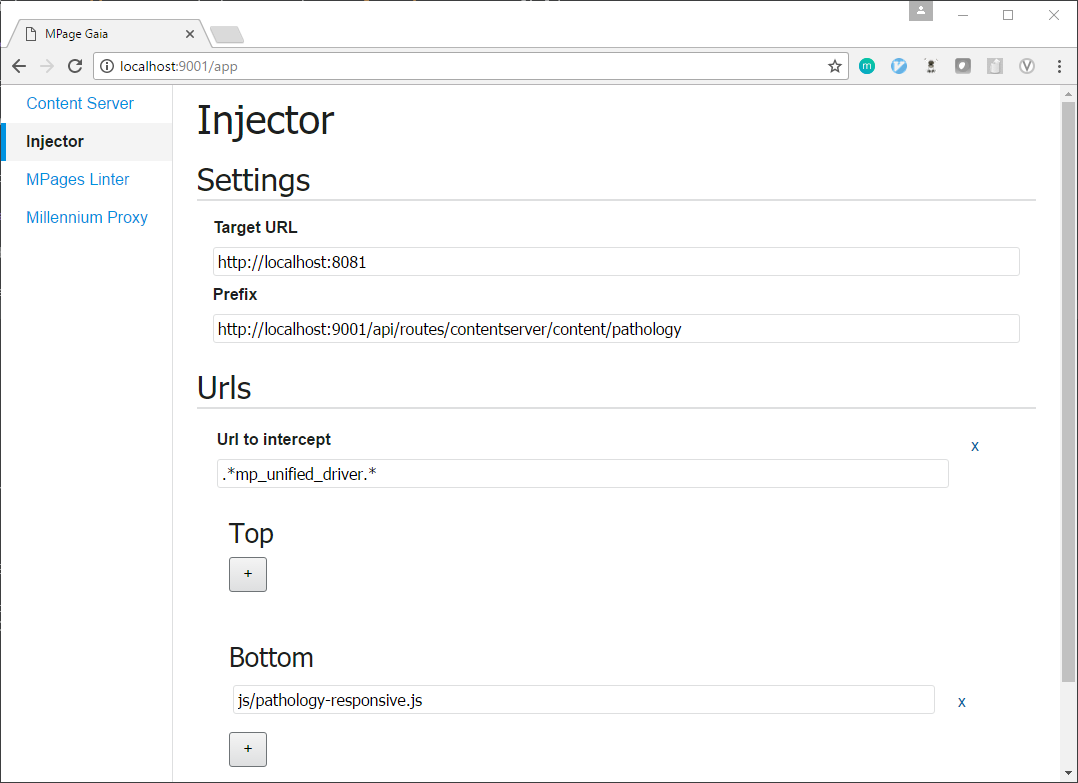 MPage Gaia
localhost:9001/app
m
V
Content Server
Injector
MPages Linter
Millennium Proxy
Injector
Settings
Target URL
http://localhost:8081
Prefix
http://localhost:9001/api/routes/contentserver/content/pathology
Urls
Url to intercept
x
.*mp_unified_driver.*
Top
+
Bottom
js/pathology-responsive.js
x
+